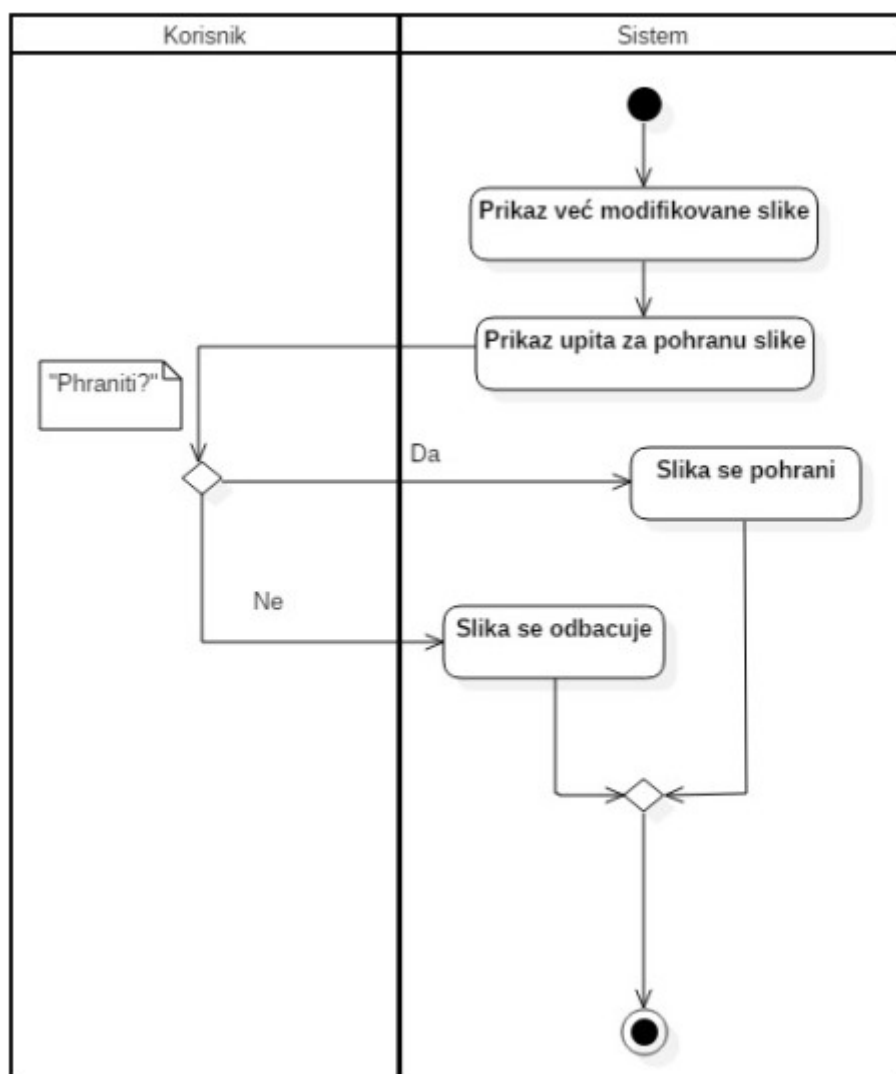 Korisnik
Sistem
Prikaz već modifikovane slike
Prikaz upita za pohranu slike
"Phraniti?"
Da
Slika se pohrani
Ne
Slika se odbacuje